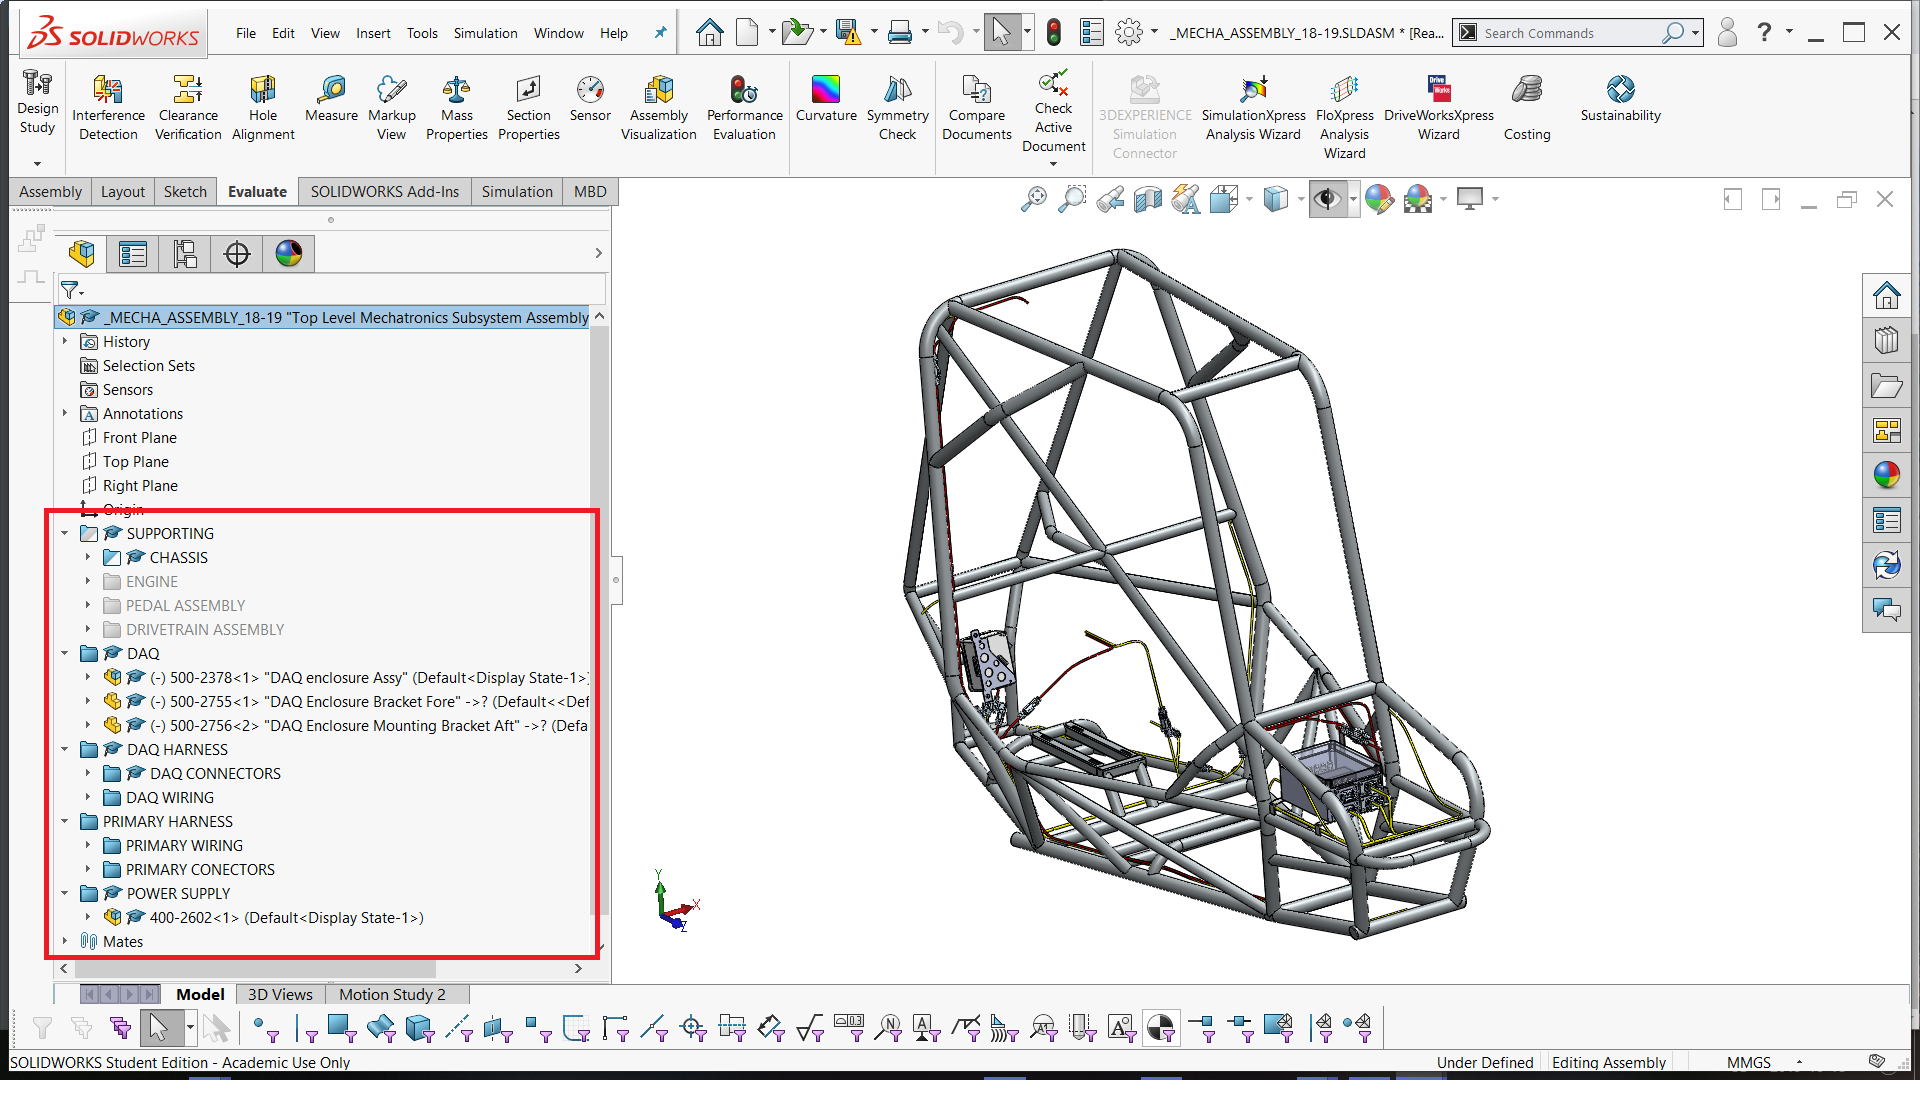 SOLIDWORKS
File Edit View Insert Tools Simulation Window Help
_MECHA_ASSEMBLY_18-19.SLDASM * [Rea...
Search Commands
?
Design Study
Interference Detection
Clearance Verification
Hole Alignment
Measure
Markup View
Mass Properties
Section Properties
Sensor
Assembly Visualization
Performance Evaluation
Curvature
Symmetry Check
Compare Documents
Check Active Document
3DEXPERIENCE Simulation Connector
SimulationXpress Analysis Wizard
FloXpress Analysis Wizard
DriveWorksXpress Wizard
Costing
Sustainability
Assembly Layout Sketch Evaluate SOLIDWORKS Add-Ins Simulation MBD
_MECHA_ASSEMBLY_18-19 "Top Level Mechatronics Subsystem Assembly
History
Selection Sets
Sensors
Annotations
Front Plane
Top Plane
Right Plane
Origin
SUPPORTING
CHASSIS
ENGINE
PEDAL ASSEMBLY
DRIVETRAIN ASSEMBLY
DAQ
(-) 500-2378<1> "DAQ enclosure Assy" (Default<Display State-1>)
(-) 500-2755<1> "DAQ Enclosure Bracket Fore" ->? (Default<<Def
(-) 500-2756<2> "DAQ Enclosure Mounting Bracket Aft" ->? (Defa
DAQ HARNESS
DAQ CONNECTORS
DAQ WIRING
PRIMARY HARNESS
PRIMARY WIRING
PRIMARY CONECTORS
POWER SUPPLY
400-2602<1> (Default<Display State-1>)
Mates
Y
X
Z
Model 3D Views Motion Study 2
SOLIDWORKS Student Edition - Academic Use Only
Under Defined Editing Assembly MMGS